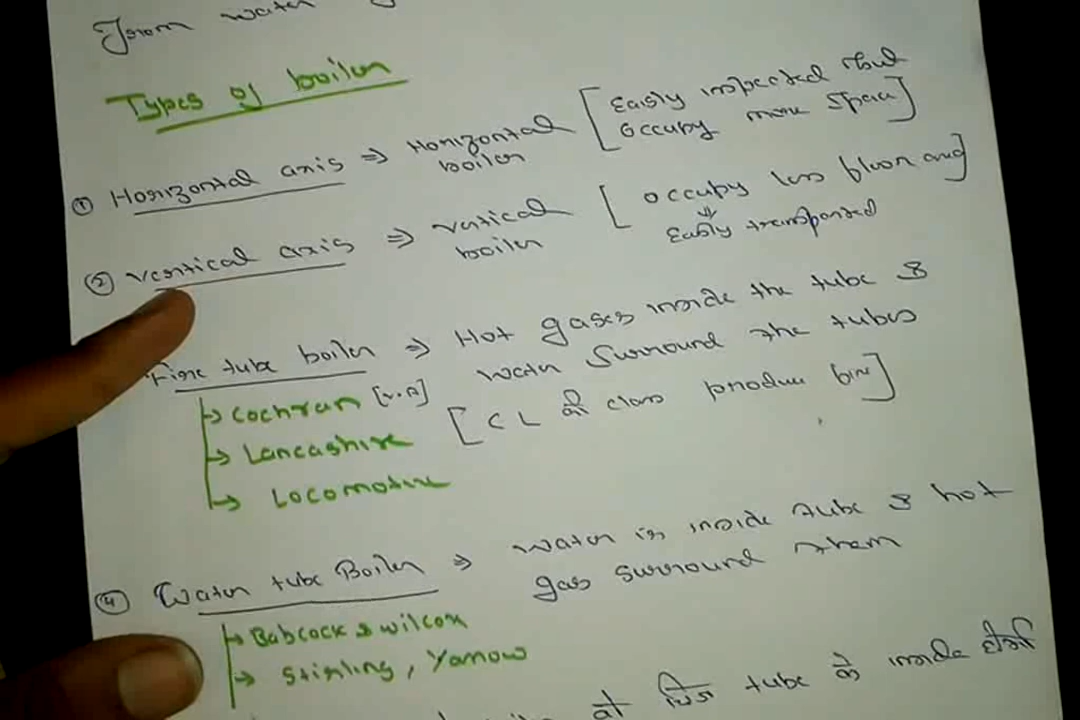 From water
Types of boiler
① Horizontal axis ⇒ Horizontal boiler [Easily inspected but
occupy more space]
② Vertical axis ⇒ Vertical boiler [occupy less floor and]
⇓
Easily transported
Fire tube boiler ⇒ Hot gases inside the tube &
water surround the tubes
→ Cochran [V.A]
[C L की class produce fire]
→ Lancashire
→ Locomotive
④ Water tube Boiler ⇒ water is inside tube & hot
gas surround them
→ Babcock & wilcox
→ Stirling, Yarrow
tube के inside होगी